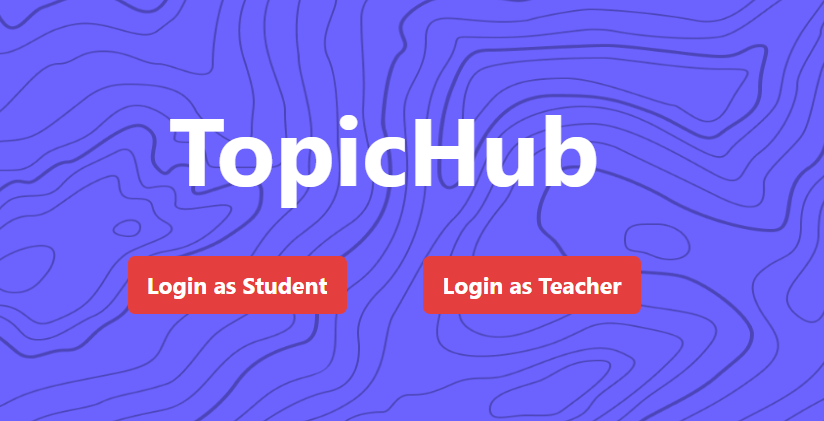 TopicHub
Login as Student
Login as Teacher